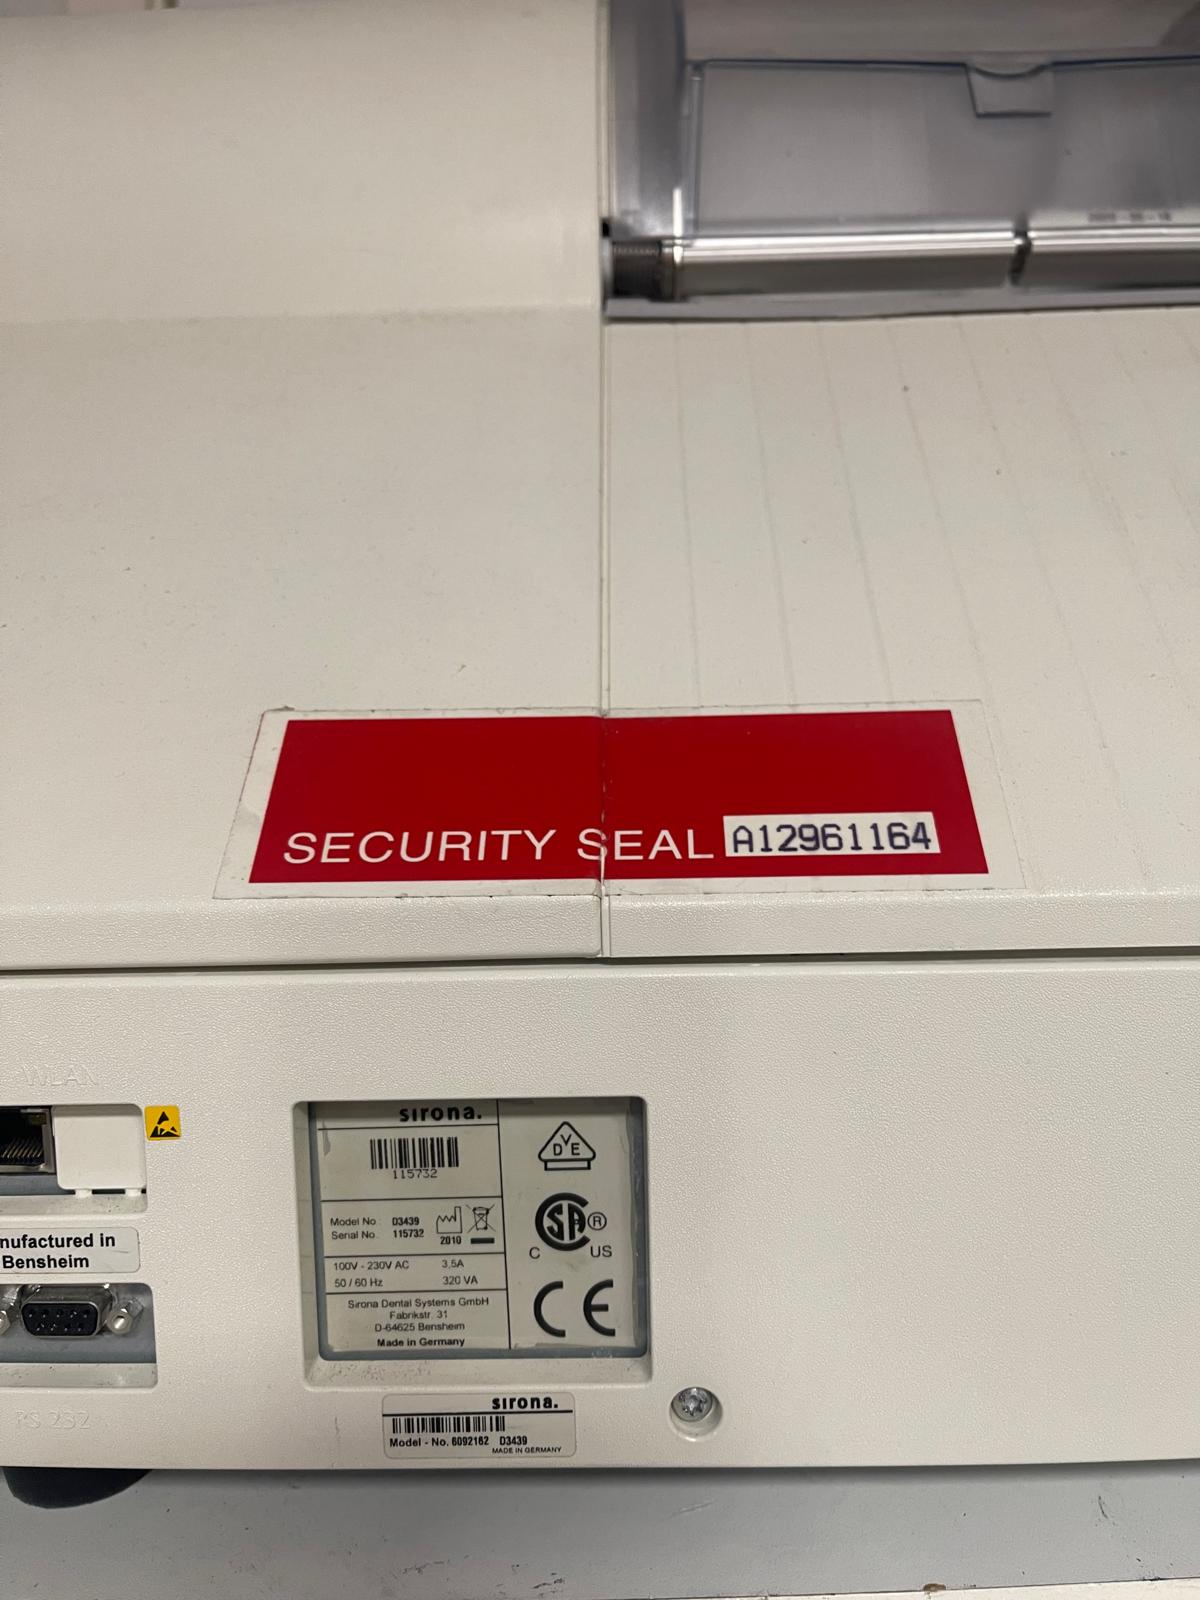 SECURITY SEAL A12961164
WLAN
sirona.
115732
Model No.: D3439
Serial No. 115732
2010
100V - 230V AC 3,5A
50 / 60 Hz 320 VA
Sirona Dental Systems GmbH
Fabrikstr. 31
D-64625 Bensheim
Made in Germany
DVE
SA ®
C US
CE
nufactured in
Bensheim
RS 232
sirona.
Model - No. 6092162 D3439
MADE IN GERMANY